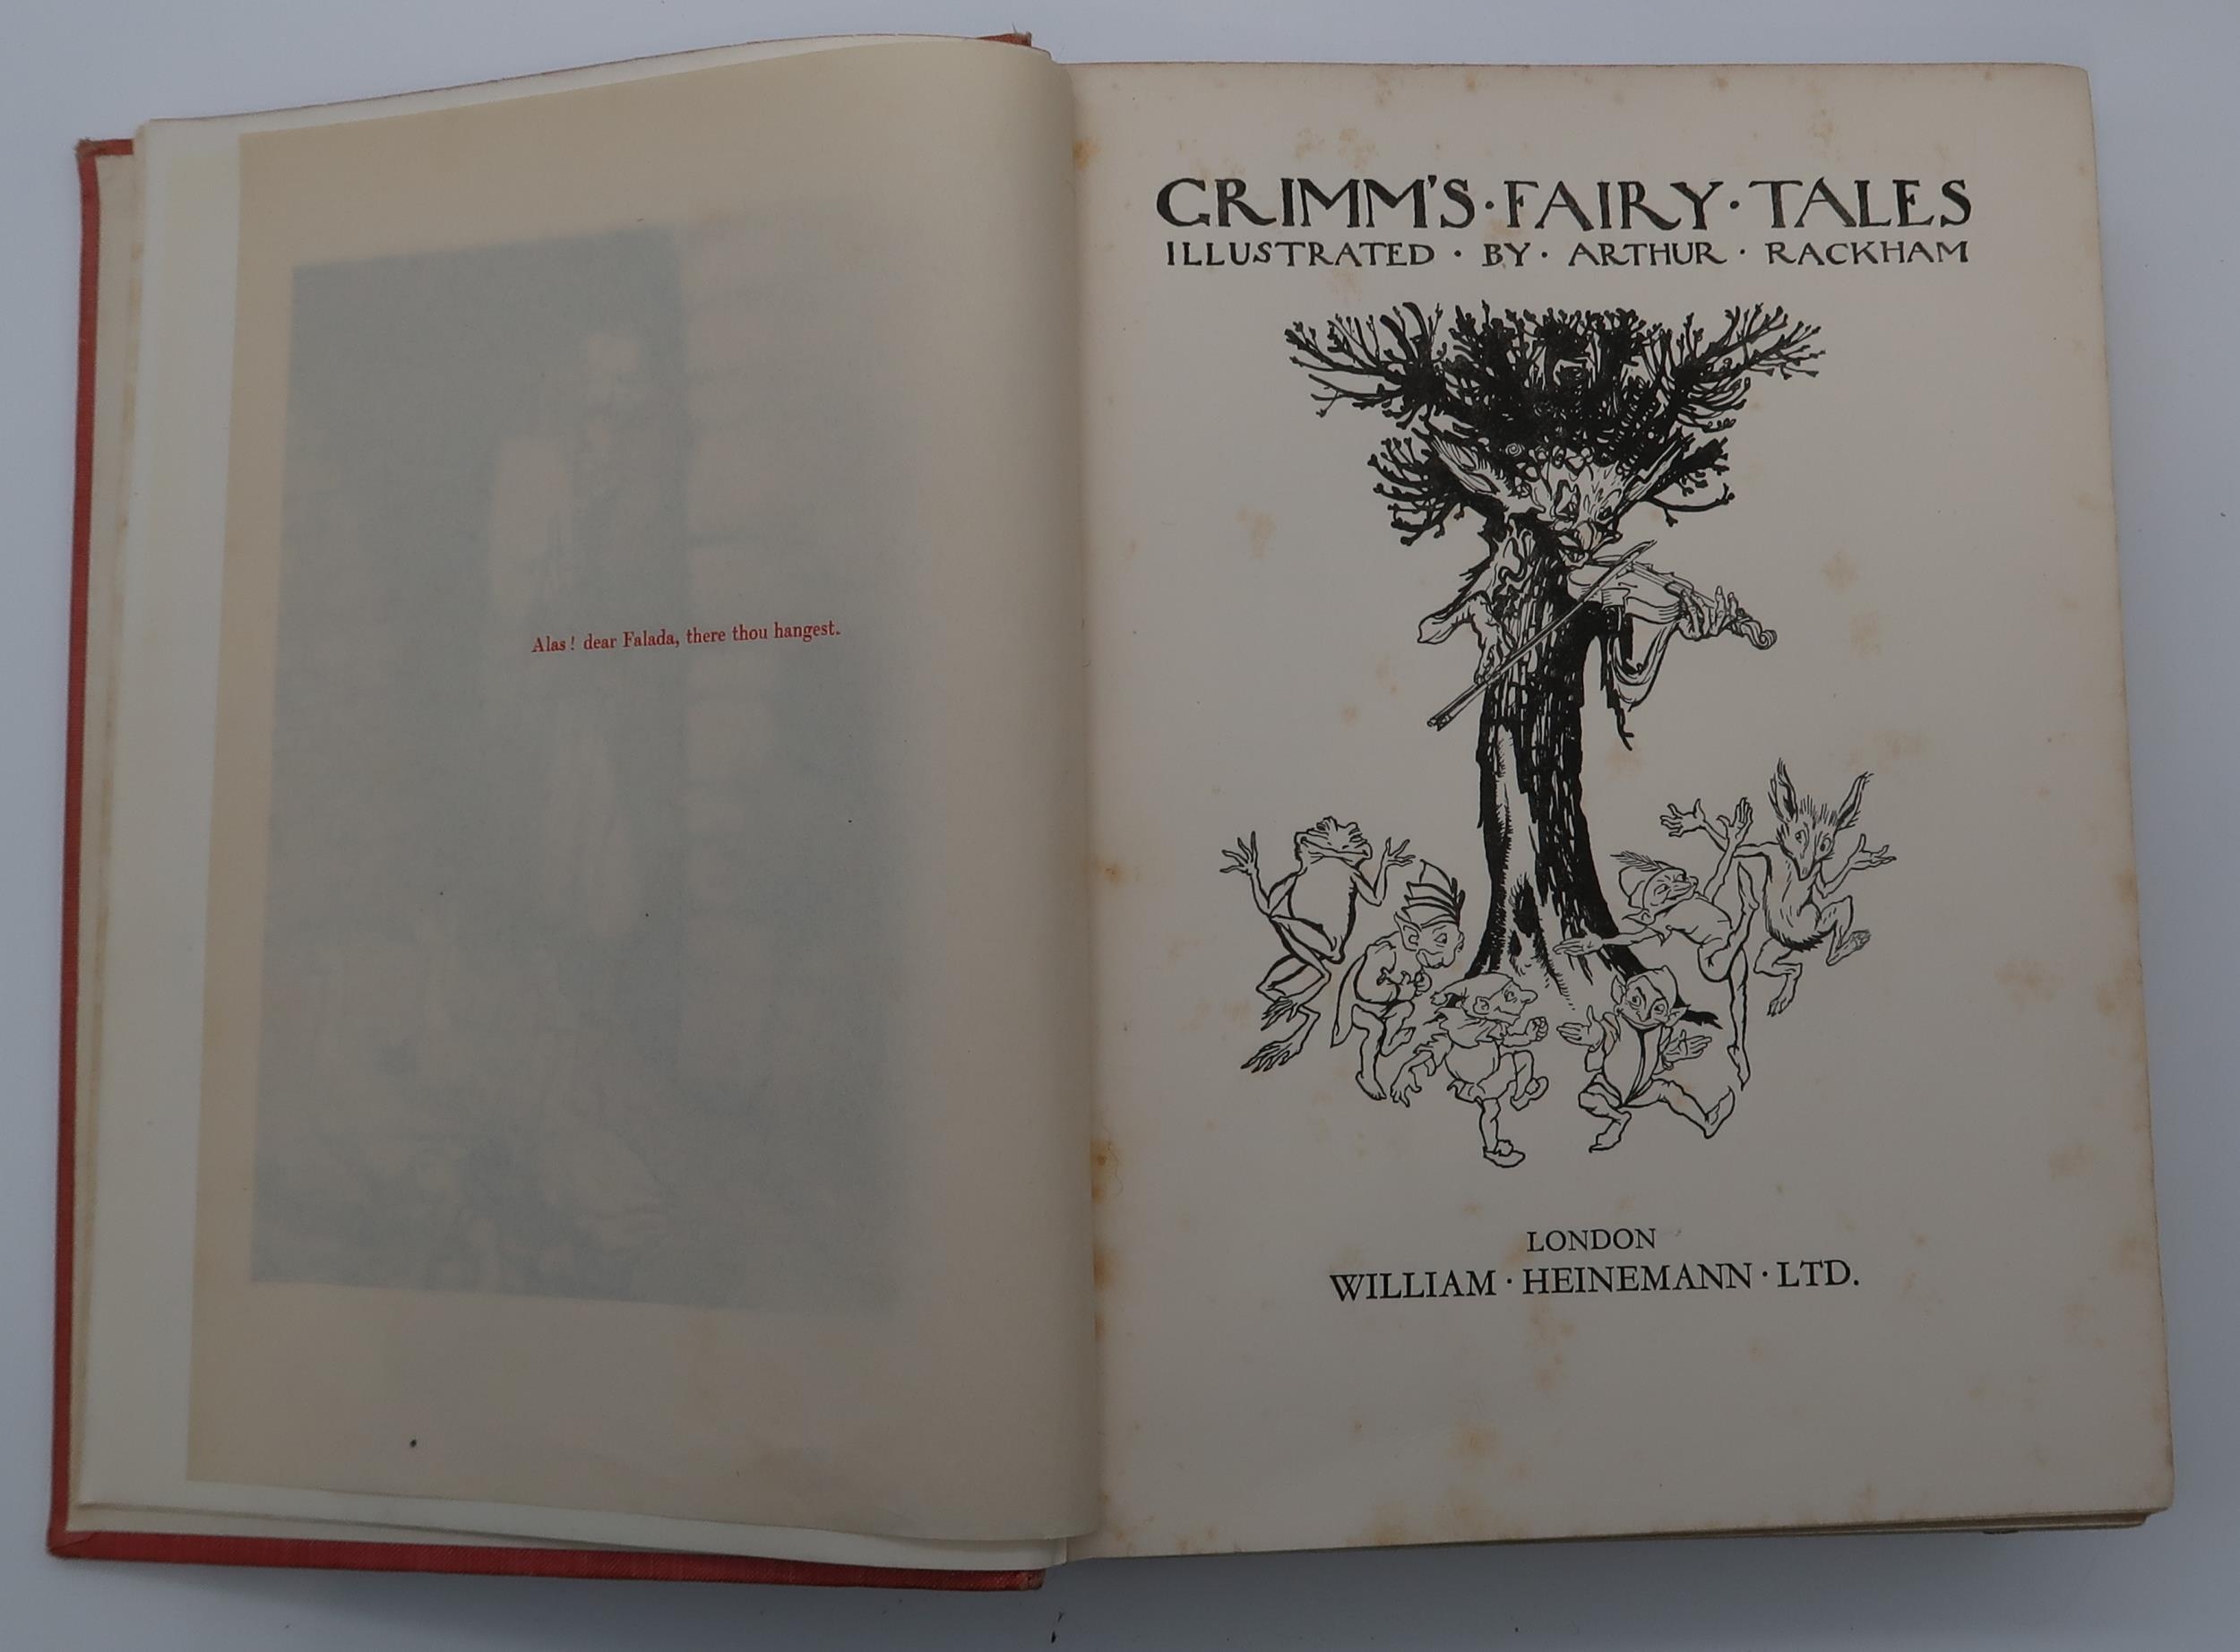 Alas! dear Falada, there thou hangest.
GRIMM'S·FAIRY·TALES
ILLUSTRATED · BY · ARTHUR · RACKHAM
LONDON
WILLIAM · HEINEMANN · LTD.